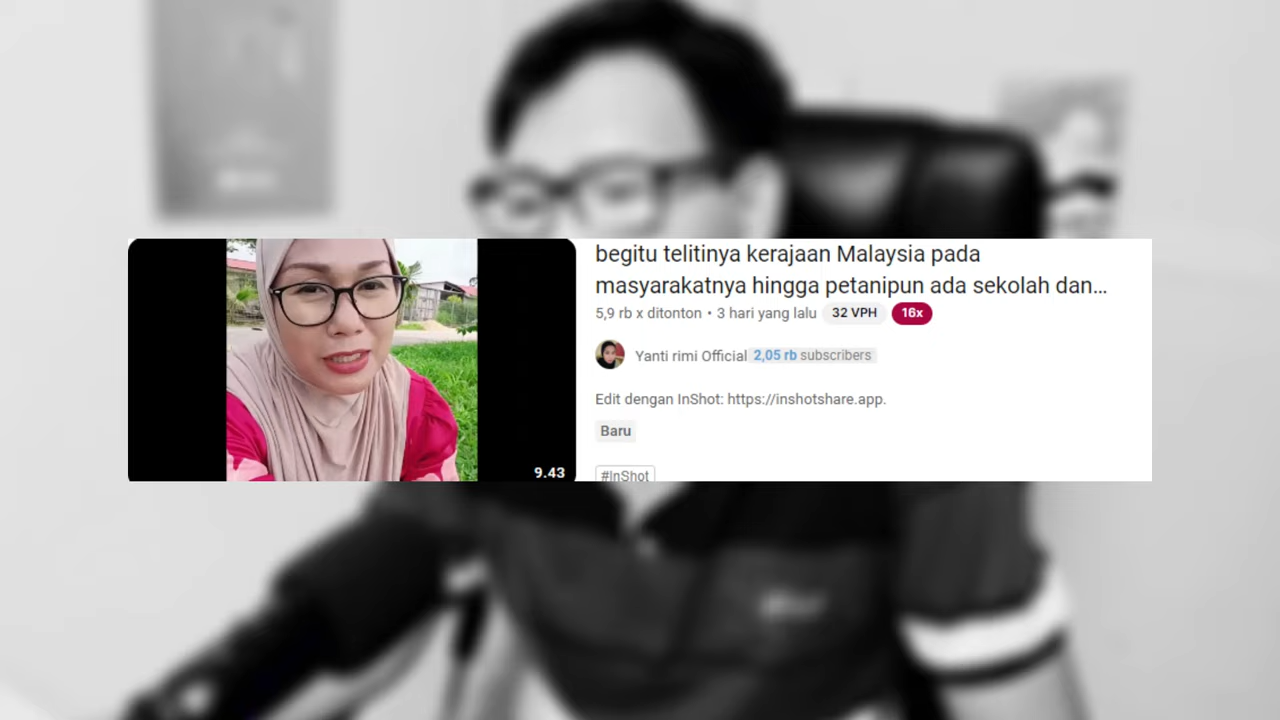 begitu telitinya kerajaan Malaysia pada
masyarakatnya hingga petanipun ada sekolah dan...
5,9 rb x ditonton • 3 hari yang lalu 32 VPH 16x
Yanti rimi Official 2,05 rb subscribers
Edit dengan InShot: https://inshotshare.app.
Baru
9.43
#InShot